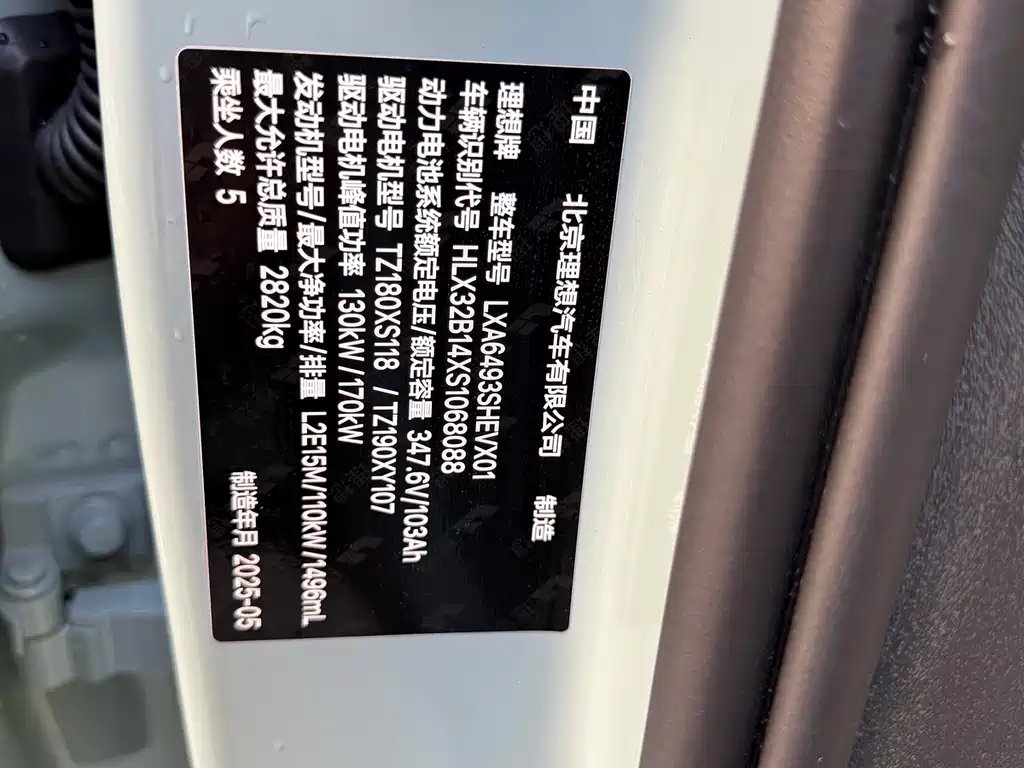 中国 北京理想汽车有限公司 制造
理想牌 整车型号 LXA6493SHEVX01
车辆识别代号 HLX32B14XS1068088
动力电池系统额定电压/额定容量 347.6V/103Ah
驱动电机型号 TZ180XS118 / TZ190XY107
驱动电机峰值功率 130kW/170kW
发动机型号/最大净功率/排量 L2E15M/110kW/1496mL
最大允许总质量 2820kg
乘坐人数 5 制造年月 2025-05